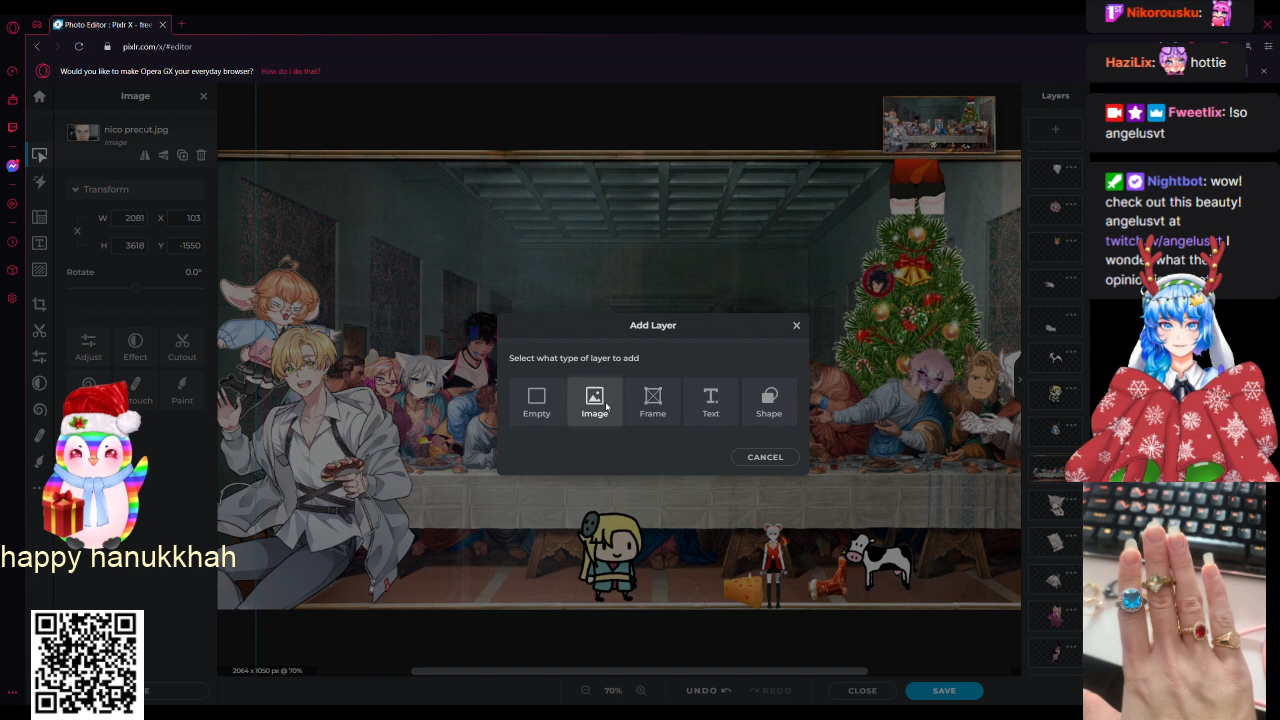 Photo Editor : Pixlr X - free
pixlr.com/x/#editor
Would you like to make Opera GX your everyday browser? How do I do that?
Image
nico precut.jpg
Image
Transform
W 2081 X 103
H 3618 Y -1550
Rotate 0.0°
Adjust Effect Cutout
Paint
happy hanukkhah
Add Layer
Select what type of layer to add
Empty Image Frame Text Shape
CANCEL
2064 x 1050 px @ 70%
70% UNDO REDO CLOSE SAVE
Layers
1ST Nikorousku:
HaziLix: hottie
Fweetlix: !so
angelusvt
Nightbot: wow!
check out this beauty!
angelusvt at
I